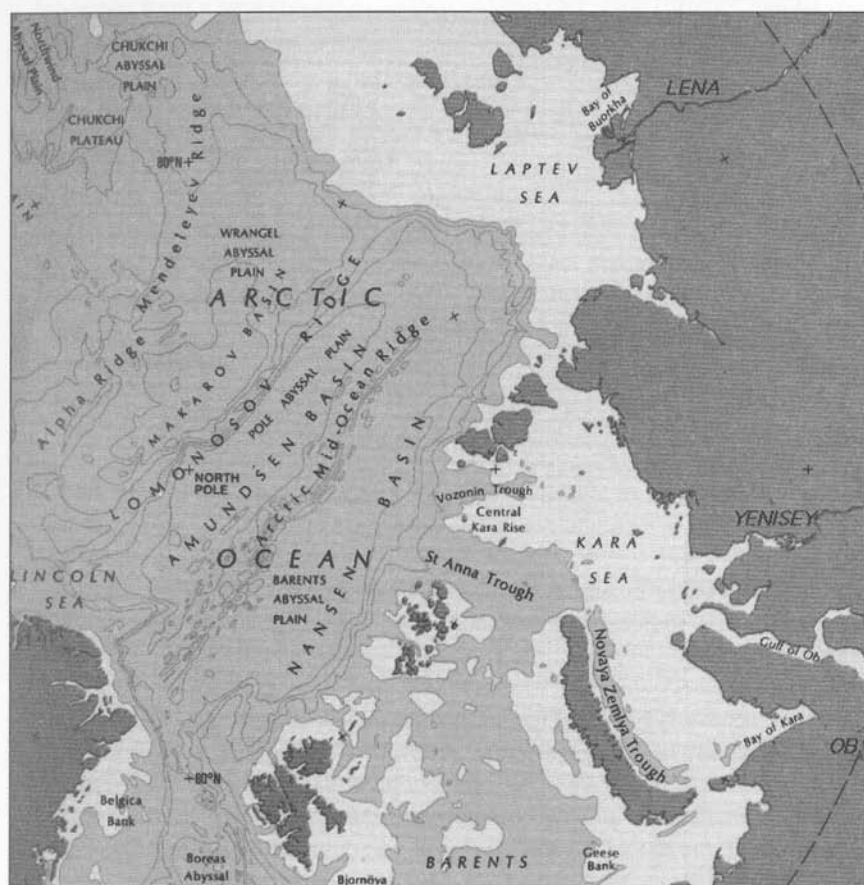 Northwind
Abyssal Plain
CHUKCHI
ABYSSAL
PLAIN
CHUKCHI
PLATEAU
80°N
Mendeleyev Ridge
Alpha Ridge
WRANGEL
ABYSSAL
PLAIN
ARCTIC
OCEAN
MAKAROV BASIN
LOMONOSOV RIDGE
POLE ABYSSAL PLAIN
AMUNDSEN BASIN
Arctic Mid-Ocean Ridge
NORTH
POLE
LINCOLN
SEA
BARENTS
ABYSSAL
PLAIN
NANSEN BASIN
LAPTEV
SEA
Bay of
Buorkha
LENA
Vozonin Trough
Central
Kara Rise
St Anna Trough
KARA
SEA
YENISEY
Gulf of Ob
Novaya Zemlya Trough
Bay of Kara
OB
80°N
Belgica
Bank
Boreas
Abyssal
Bjornöya
BARENTS
Geese
Bank